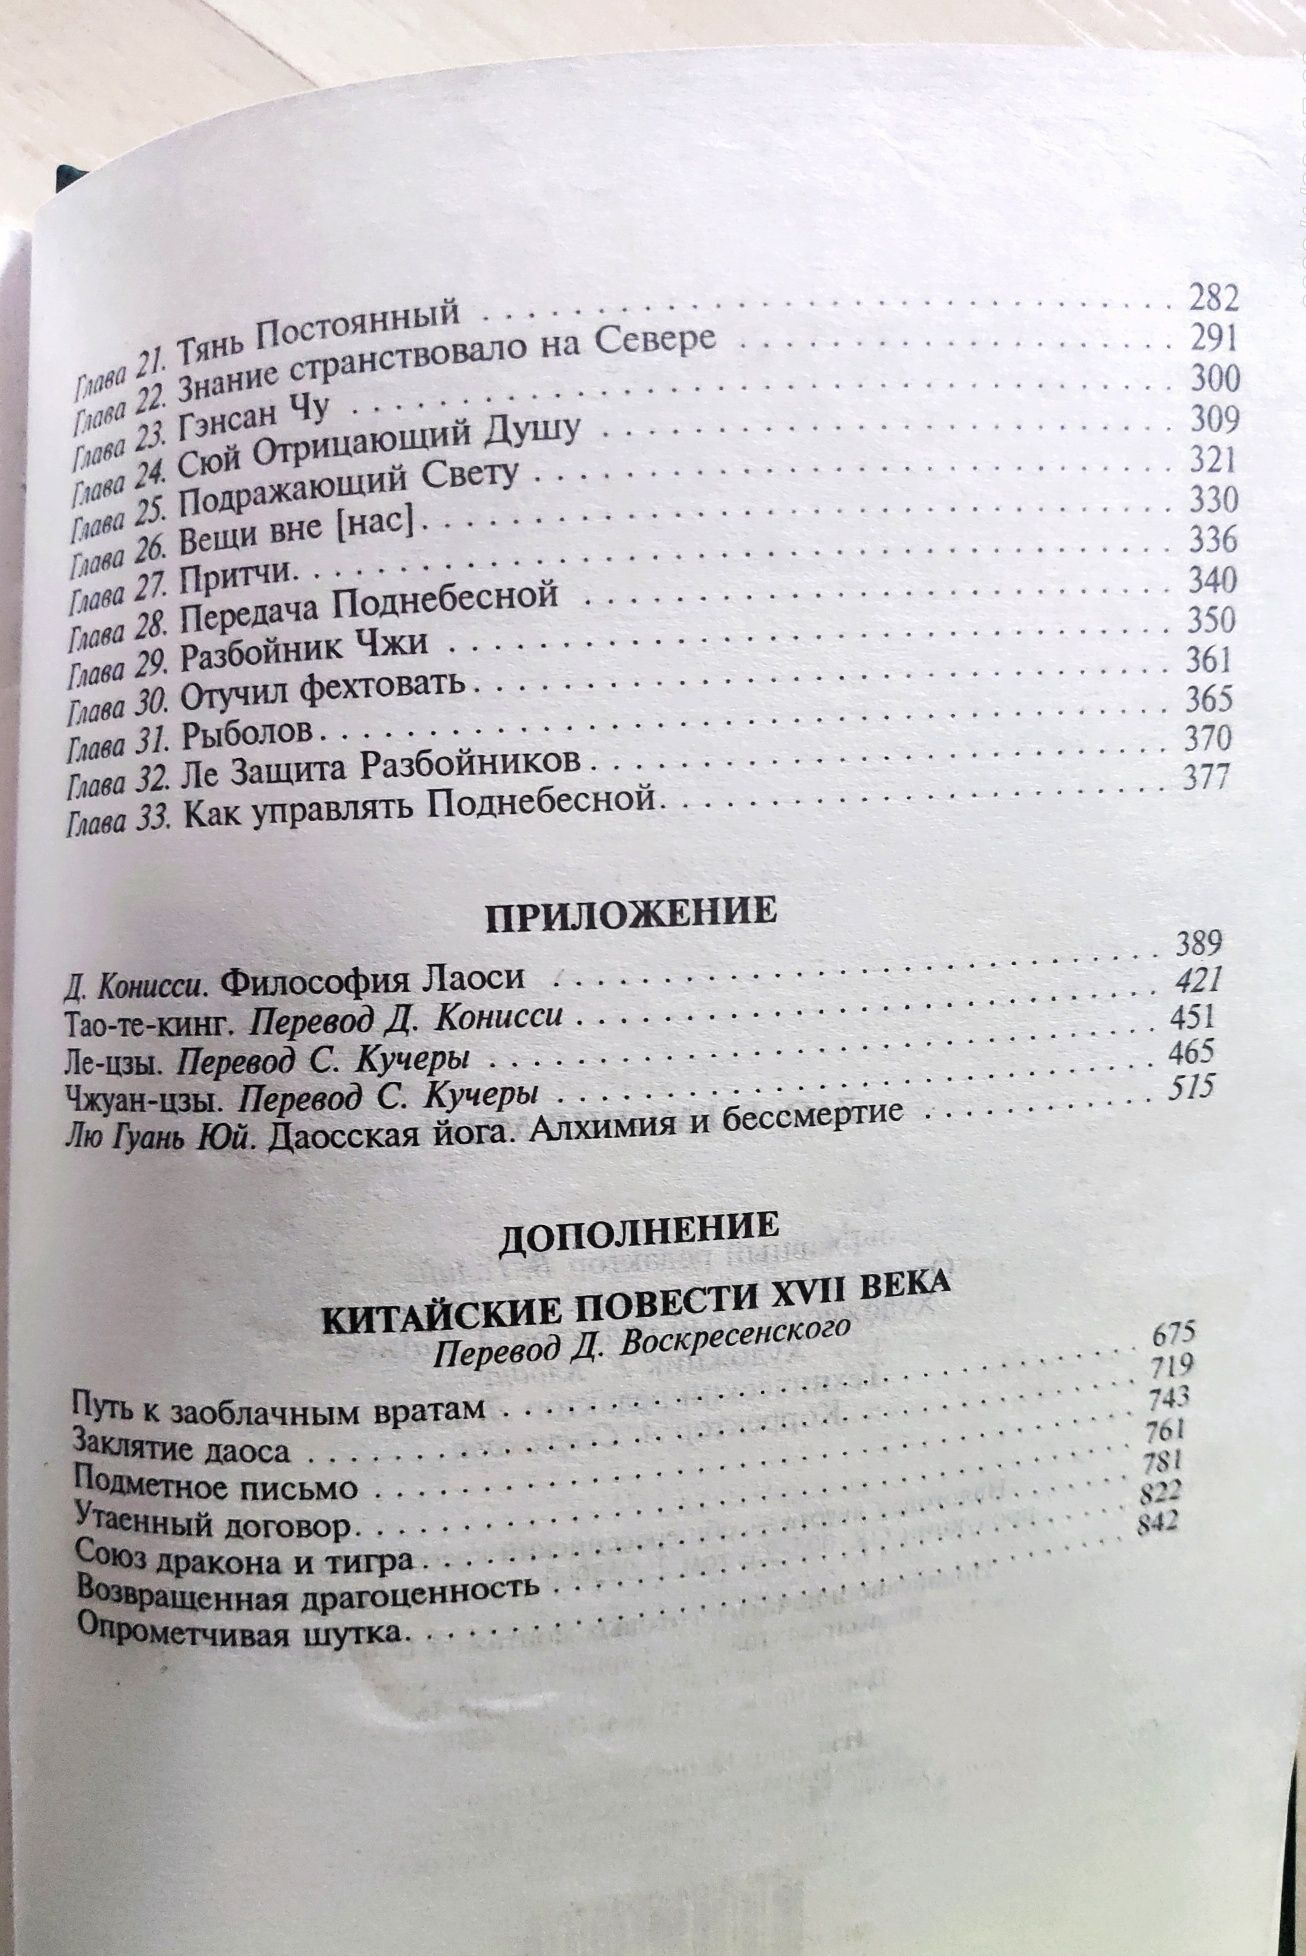 Глава 21. Тянь Постоянный . . . . . . . . . . . . . . . . . . . . . . . . 282
Глава 22. Знание странствовало на Севере . . . . . . . . . . . . . . . 291
Глава 23. Гэнсан Чу . . . . . . . . . . . . . . . . . . . . . . . . . . . . 300
Глава 24. Сюй Отрицающий Душу . . . . . . . . . . . . . . . . . . . . 309
Глава 25. Подражающий Свету . . . . . . . . . . . . . . . . . . . . . . 321
Глава 26. Вещи вне [нас]. . . . . . . . . . . . . . . . . . . . . . . . . . 330
Глава 27. Притчи. . . . . . . . . . . . . . . . . . . . . . . . . . . . . . 336
Глава 28. Передача Поднебесной . . . . . . . . . . . . . . . . . . . . 340
Глава 29. Разбойник Чжи . . . . . . . . . . . . . . . . . . . . . . . . . 350
Глава 30. Отучил фехтовать. . . . . . . . . . . . . . . . . . . . . . . . 361
Глава 31. Рыболов. . . . . . . . . . . . . . . . . . . . . . . . . . . . . 365
Глава 32. Ле Защита Разбойников . . . . . . . . . . . . . . . . . . . . 370
Глава 33. Как управлять Поднебесной. . . . . . . . . . . . . . . . . . 377
ПРИЛОЖЕНИЕ
Д. Конисси. Философия Лаоси . . . . . . . . . . . . . . . . . . . . . . 389
Тао-те-кинг. Перевод Д. Конисси . . . . . . . . . . . . . . . . . . . . 421
Ле-цзы. Перевод С. Кучеры . . . . . . . . . . . . . . . . . . . . . . . 451
Чжуан-цзы. Перевод С. Кучеры . . . . . . . . . . . . . . . . . . . . . 465
Лю Гуань Юй. Даосская йога. Алхимия и бессмертие . . . . . . . . . 515
ДОПОЛНЕНИЕ
КИТАЙСКИЕ ПОВЕСТИ XVII ВЕКА
Перевод Д. Воскресенского
Путь к заоблачным вратам . . . . . . . . . . . . . . . . . . . . . . . . 675
Заклятие даоса . . . . . . . . . . . . . . . . . . . . . . . . . . . . . . 719
Подметное письмо . . . . . . . . . . . . . . . . . . . . . . . . . . . . 743
Утаенный договор. . . . . . . . . . . . . . . . . . . . . . . . . . . . . 761
Союз дракона и тигра . . . . . . . . . . . . . . . . . . . . . . . . . . 781
Возвращенная драгоценность . . . . . . . . . . . . . . . . . . . . . . 822
Опрометчивая шутка. . . . . . . . . . . . . . . . . . . . . . . . . . . 842